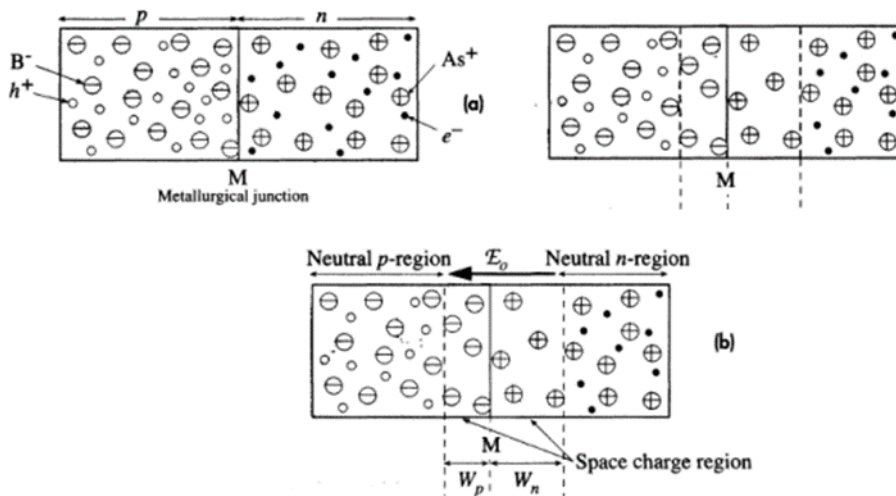 p n
B⁻
h⁺
As⁺
e⁻
(a)
M
Metallurgical junction
M
Neutral p-region
ℰₒ
Neutral n-region
(b)
M
Space charge region
Wₚ Wₙ